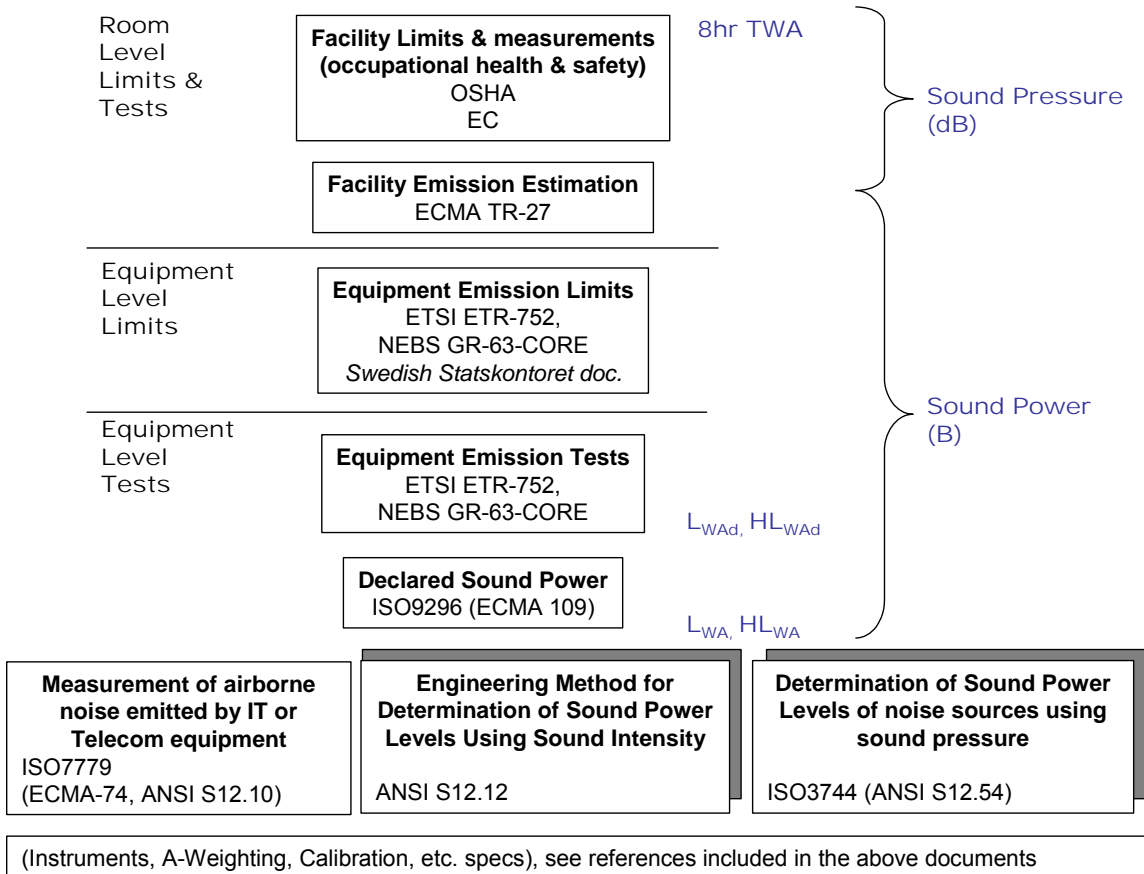 Room
Level
Limits &
Tests
Facility Limits & measurements
(occupational health & safety)
OSHA
EC
8hr TWA
Sound Pressure
(dB)
Facility Emission Estimation
ECMA TR-27
Equipment
Level
Limits
Equipment Emission Limits
ETSI ETR-752,
NEBS GR-63-CORE
Swedish Statskontoret doc.
Sound Power
(B)
Equipment
Level
Tests
Equipment Emission Tests
ETSI ETR-752,
NEBS GR-63-CORE
LWAd, HLWAd
Declared Sound Power
ISO9296 (ECMA 109)
LWA, HLWA
Measurement of airborne
noise emitted by IT or
Telecom equipment
ISO7779
(ECMA-74, ANSI S12.10)
Engineering Method for
Determination of Sound Power
Levels Using Sound Intensity
ANSI S12.12
Determination of Sound Power
Levels of noise sources using
sound pressure
ISO3744 (ANSI S12.54)
(Instruments, A-Weighting, Calibration, etc. specs), see references included in the above documents